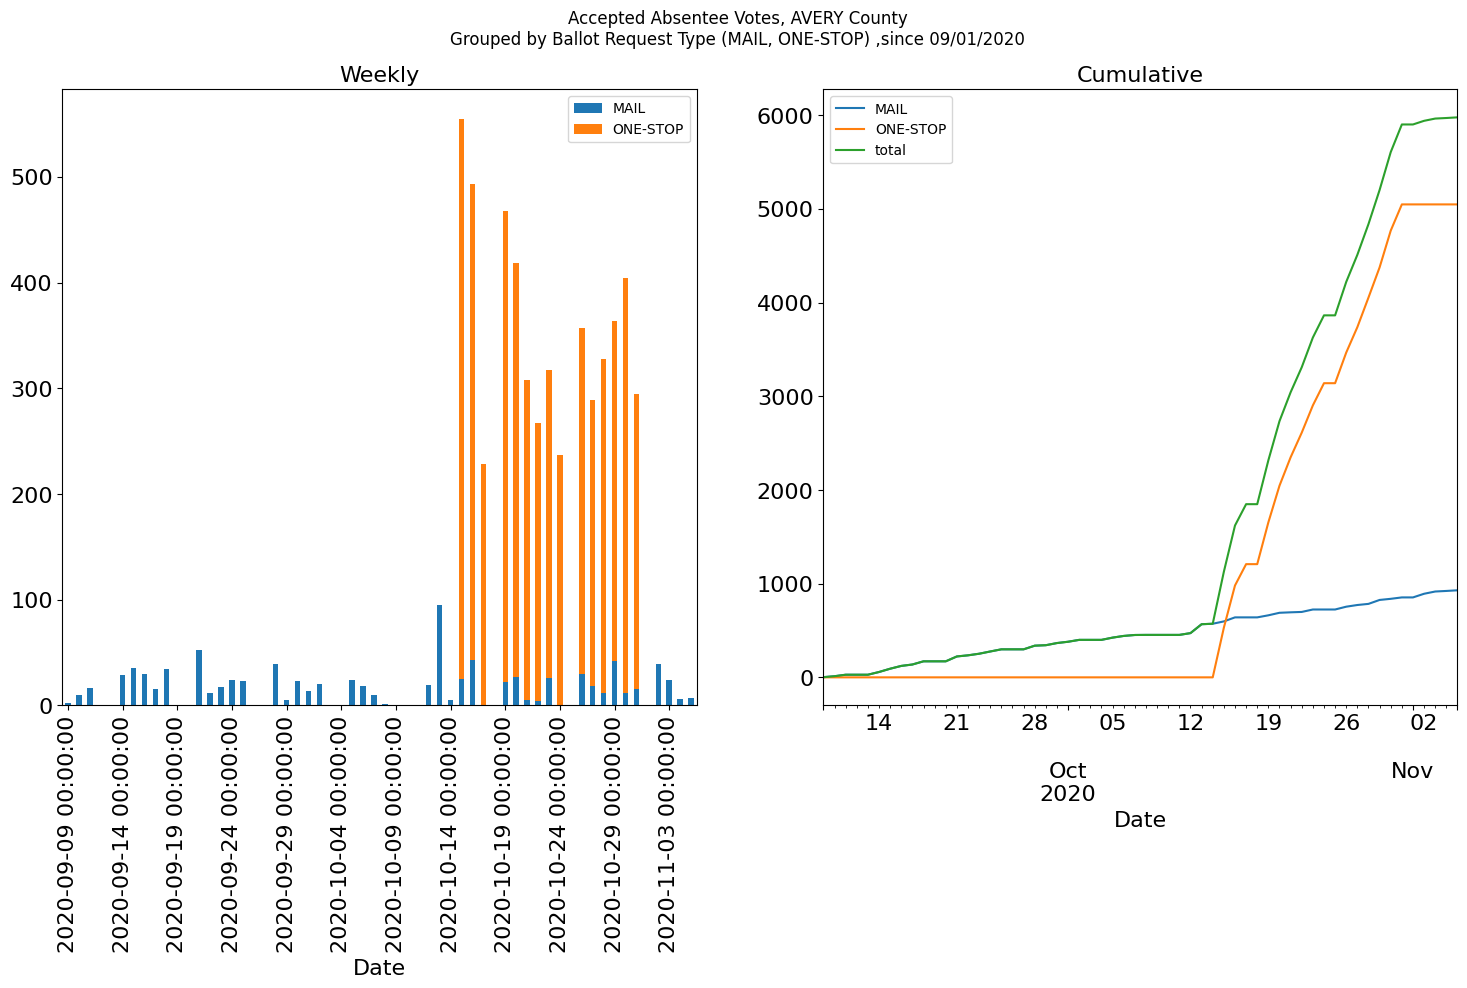 Accepted Absentee Votes, AVERY County
Grouped by Ballot Request Type (MAIL, ONE-STOP) ,since 09/01/2020
Weekly
MAIL
ONE-STOP
500
400
300
200
100
0
2020-09-09 00:00:00
2020-09-14 00:00:00
2020-09-19 00:00:00
2020-09-24 00:00:00
2020-09-29 00:00:00
2020-10-04 00:00:00
2020-10-09 00:00:00
2020-10-14 00:00:00
2020-10-19 00:00:00
2020-10-24 00:00:00
2020-10-29 00:00:00
2020-11-03 00:00:00
Date
Cumulative
MAIL
ONE-STOP
total
6000
5000
4000
3000
2000
1000
0
14 21 28 05 12 19 26 02
Oct Nov
2020
Date